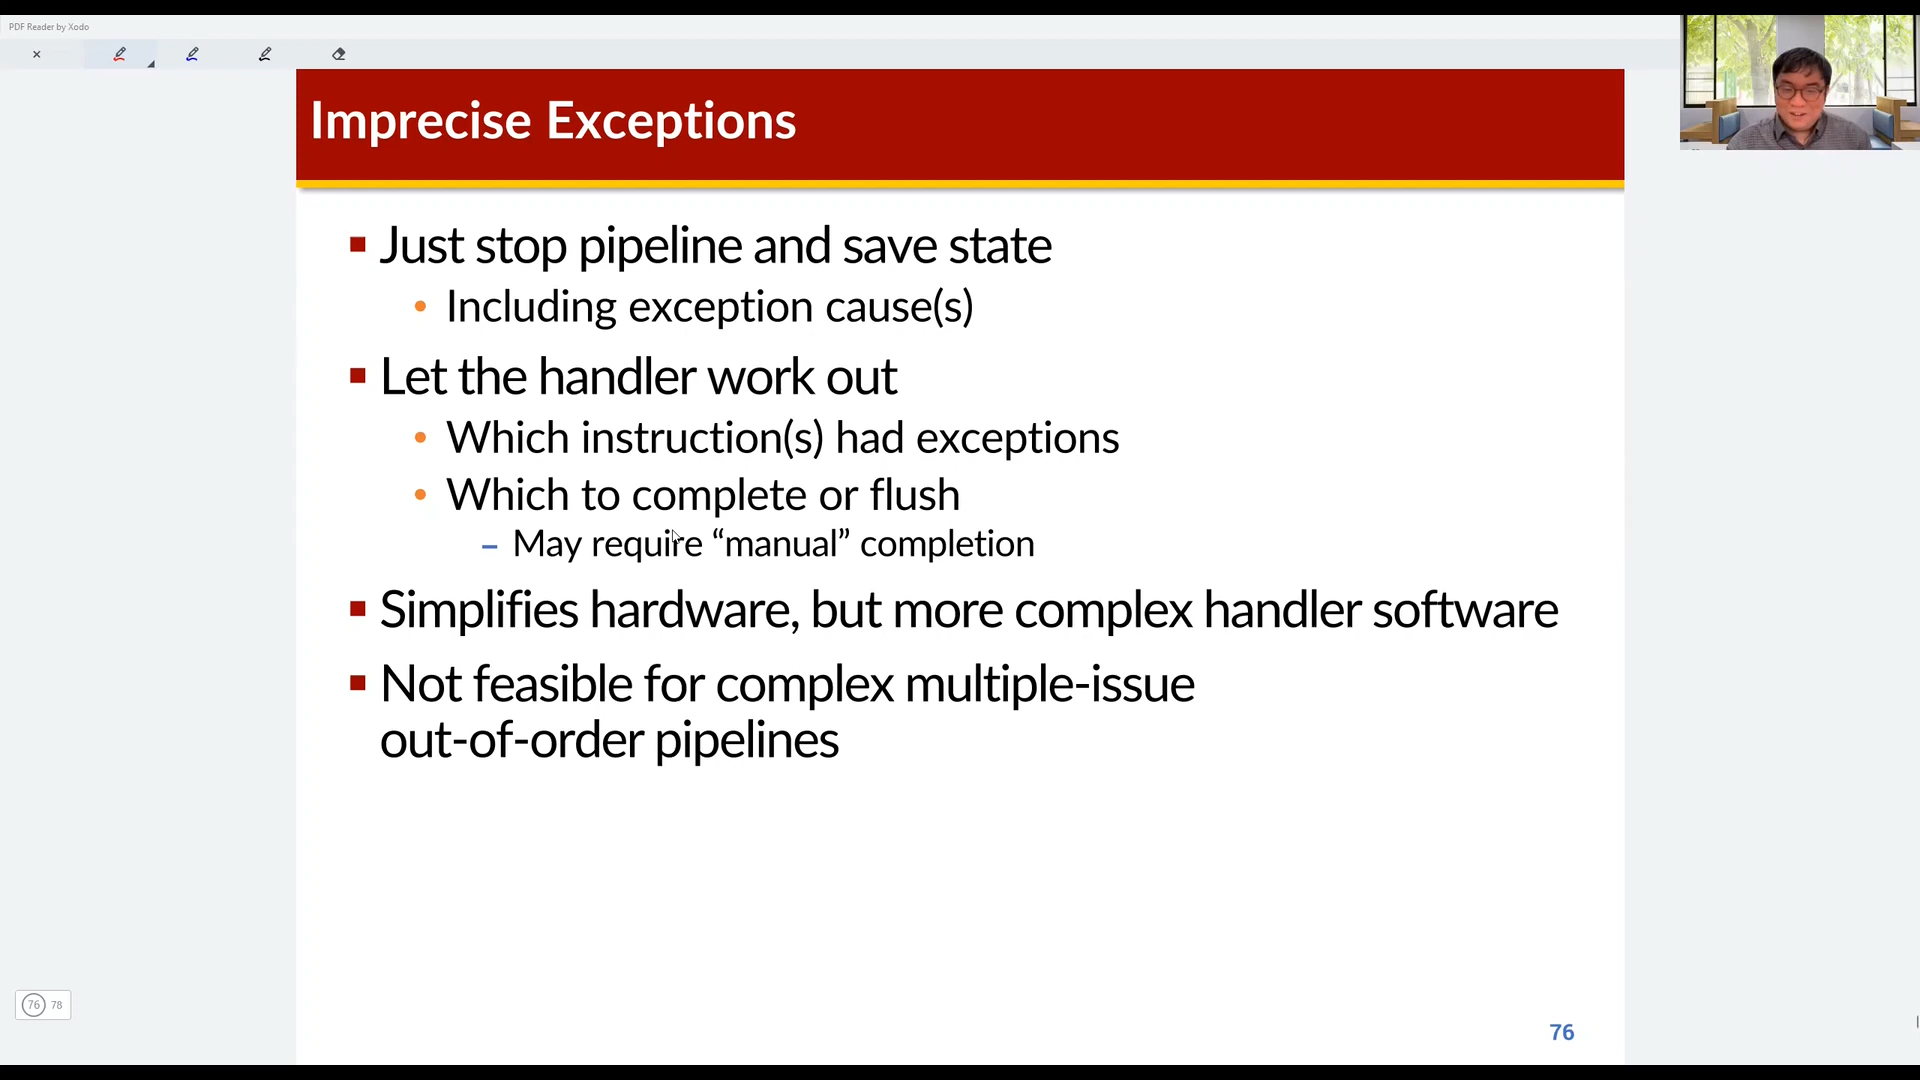 PDF Reader by Xodo
Imprecise Exceptions
Just stop pipeline and save state
Including exception cause(s)
Let the handler work out
Which instruction(s) had exceptions
Which to complete or flush
– May require “manual” completion
Simplifies hardware, but more complex handler software
Not feasible for complex multiple-issue
out-of-order pipelines
76 78
76